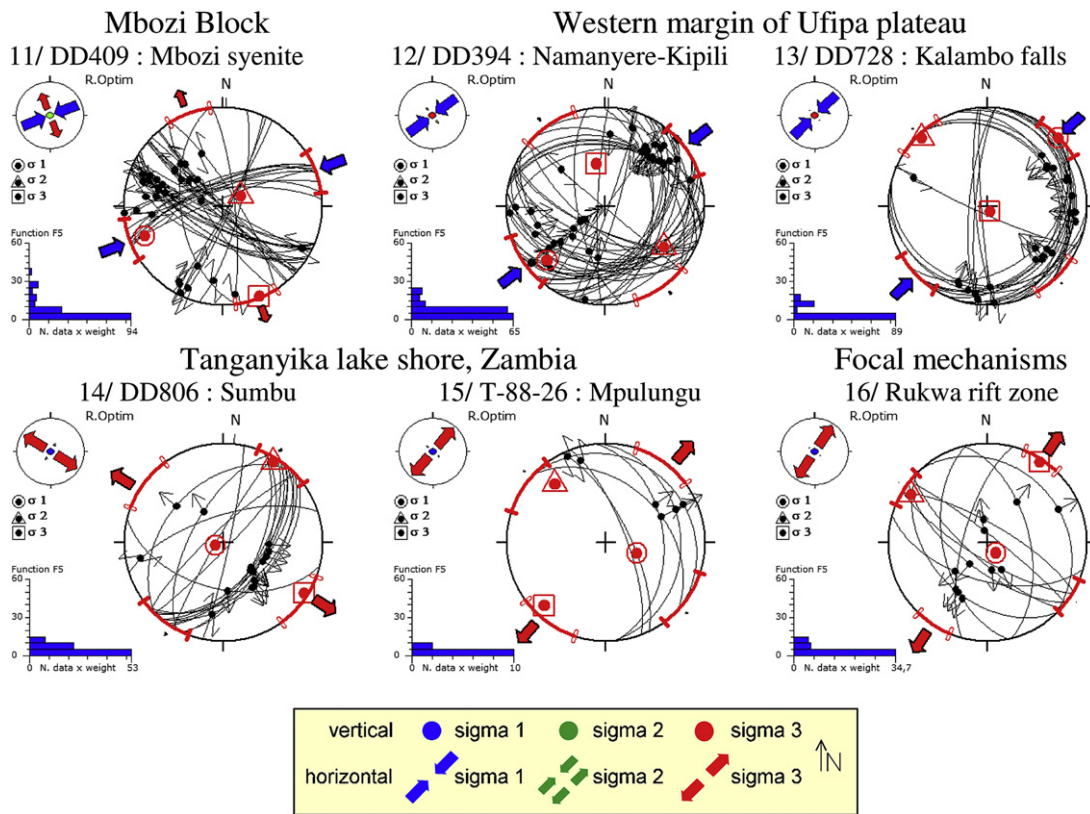 Mbozi Block
Western margin of Ufipa plateau
11/ DD409 : Mbozi syenite
12/ DD394 : Namanyere-Kipili
13/ DD728 : Kalambo falls
R.Optim
N
σ 1
σ 2
σ 3
Function F5
60
30
0
0 N. data x weight 94
R.Optim
N
σ 1
σ 2
σ 3
Function F5
60
30
0
0 N. data x weight 65
R.Optim
N
σ 1
σ 2
σ 3
Function F5
60
30
0
0 N. data x weight 89
Tanganyika lake shore, Zambia
Focal mechanisms
14/ DD806 : Sumbu
15/ T-88-26 : Mpulungu
16/ Rukwa rift zone
R.Optim
N
σ 1
σ 2
σ 3
Function F5
60
30
0
0 N. data x weight 53
R.Optim
N
σ 1
σ 2
σ 3
Function F5
60
30
0
0 N. data x weight 10
R.Optim
N
σ 1
σ 2
σ 3
Function F5
60
30
0
0 N. data x weight 34,7
vertical sigma 1 sigma 2 sigma 3
N
horizontal sigma 1 sigma 2 sigma 3